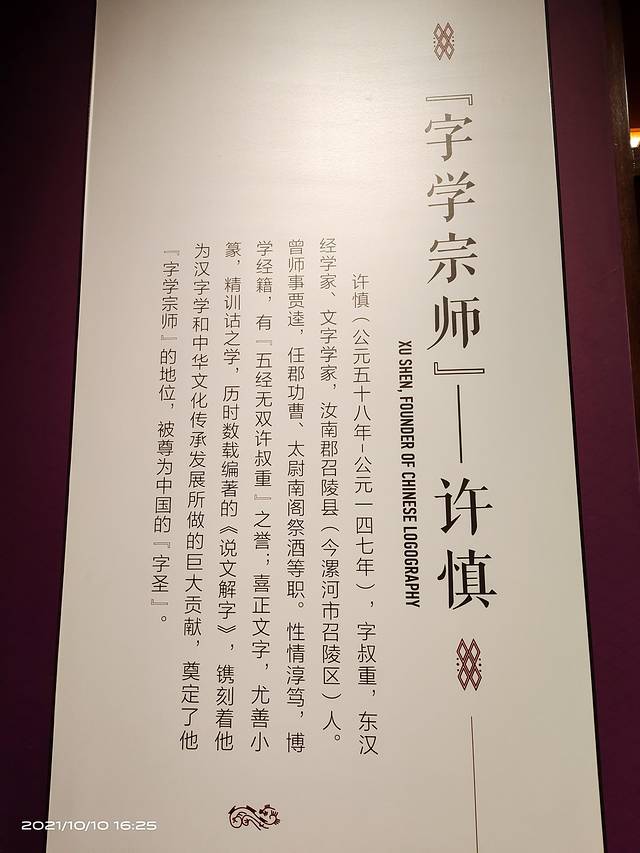 『字学宗师』——许慎
XU SHEN, FOUNDER OF CHINESE LOGOGRAPHY
许慎（公元五十八年-公元一四七年），字叔重，东汉
经学家、文字学家，汝南郡召陵县（今漯河市召陵区）人。
曾师事贾逵，任郡功曹、太尉南阁祭酒等职。性情淳笃，博
学经籍，有『五经无双许叔重』之誉；喜正文字，尤善小
篆，精训诂之学，历时数载编著的《说文解字》，镌刻着他
为汉字学和中华文化传承发展所做的巨大贡献，奠定了他
『字学宗师』的地位，被尊为中国的『字圣』。
2021/10/10 16:25